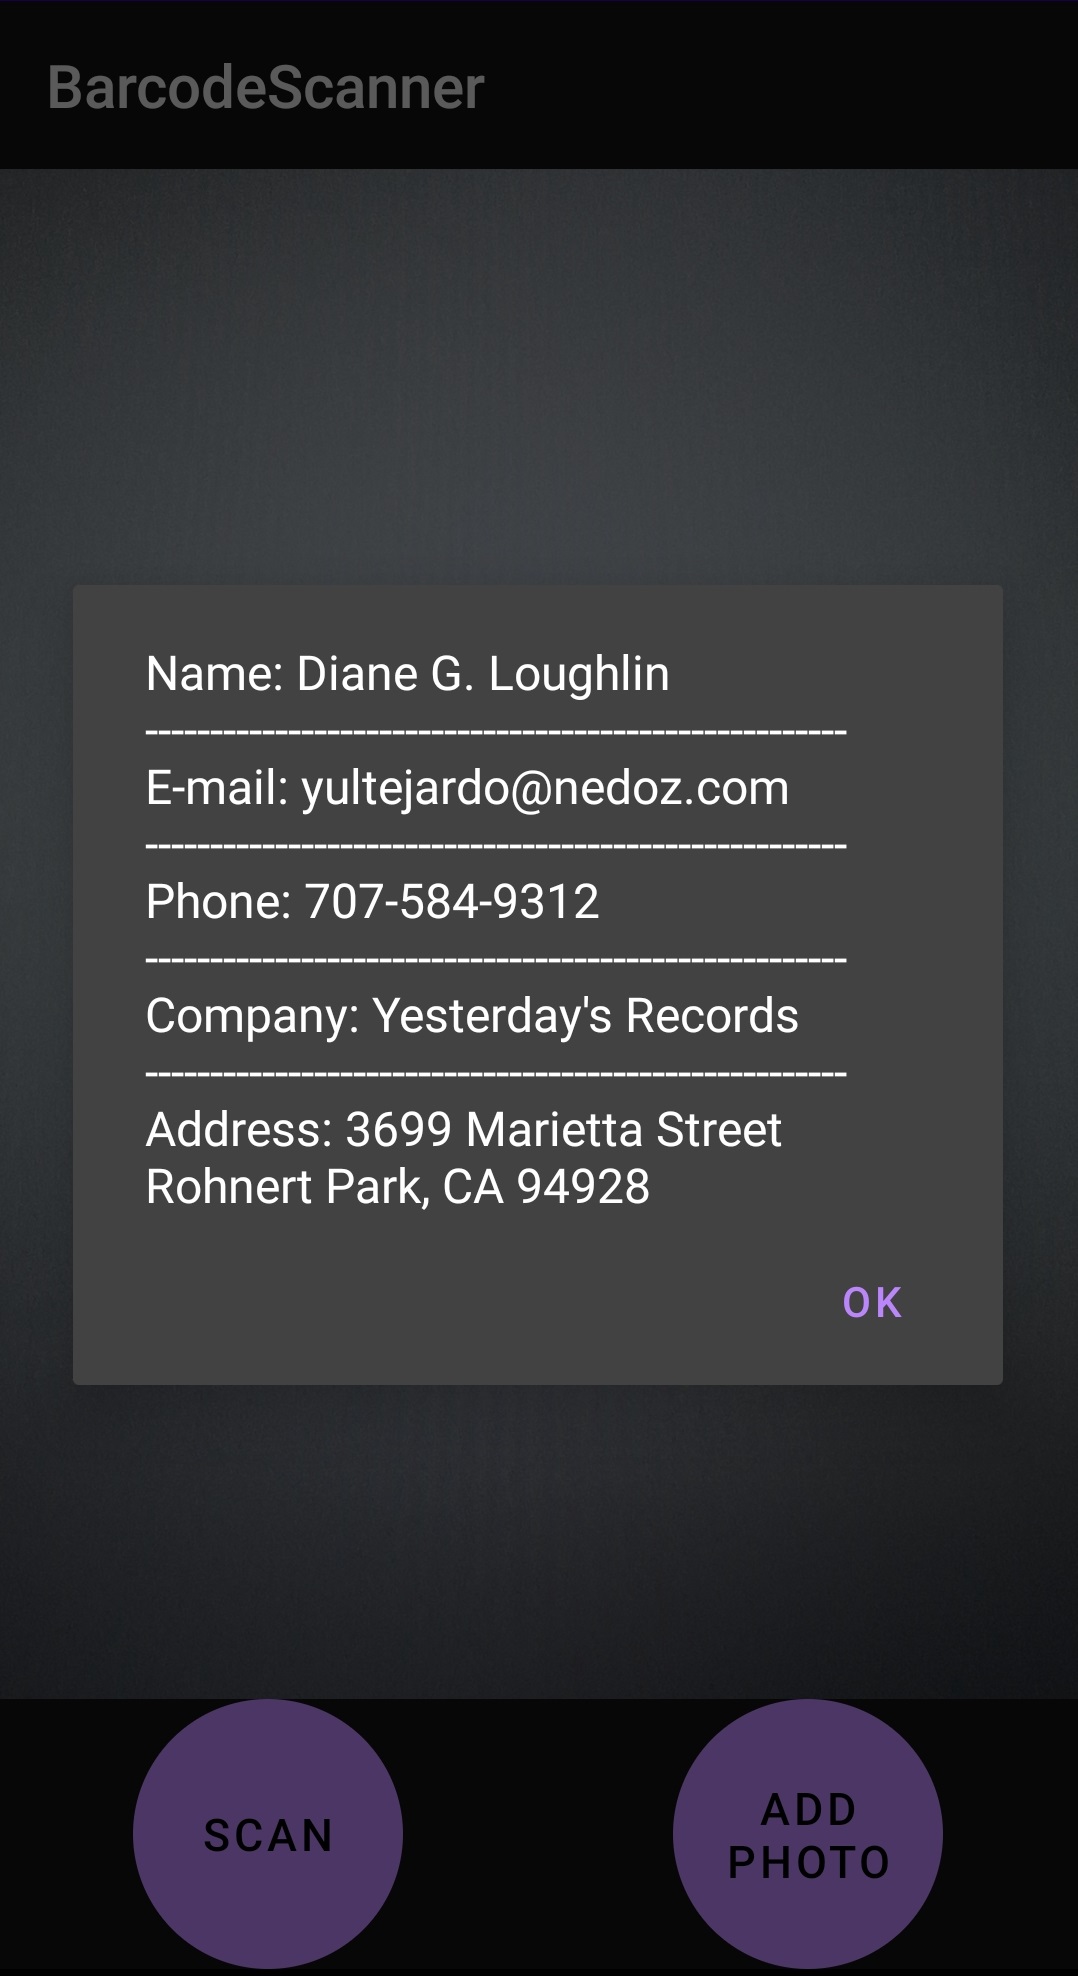 BarcodeScanner
Name: Diane G. Loughlin
------------------------------------------------------
E-mail: yultejardo@nedoz.com
------------------------------------------------------
Phone: 707-584-9312
------------------------------------------------------
Company: Yesterday's Records
------------------------------------------------------
Address: 3699 Marietta Street
Rohnert Park, CA 94928
OK
SCAN
ADD
PHOTO